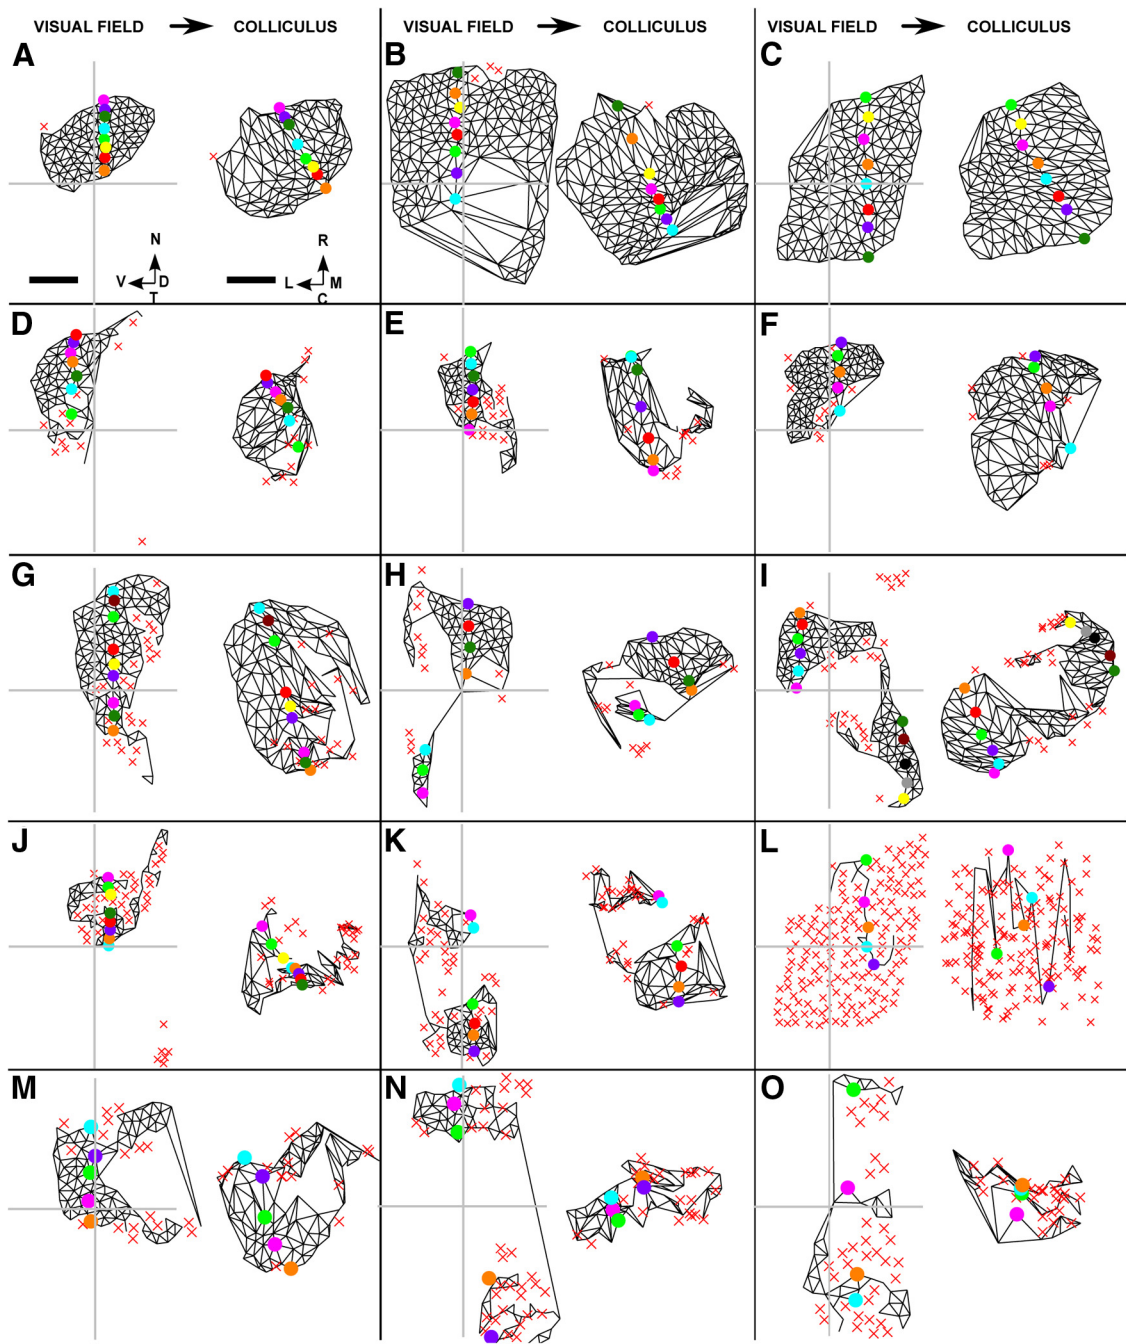 VISUAL FIELD COLLICULUS VISUAL FIELD COLLICULUS VISUAL FIELD COLLICULUS
A B C
N R
V D L M
T C
D E F
G H I
J K L
M N O